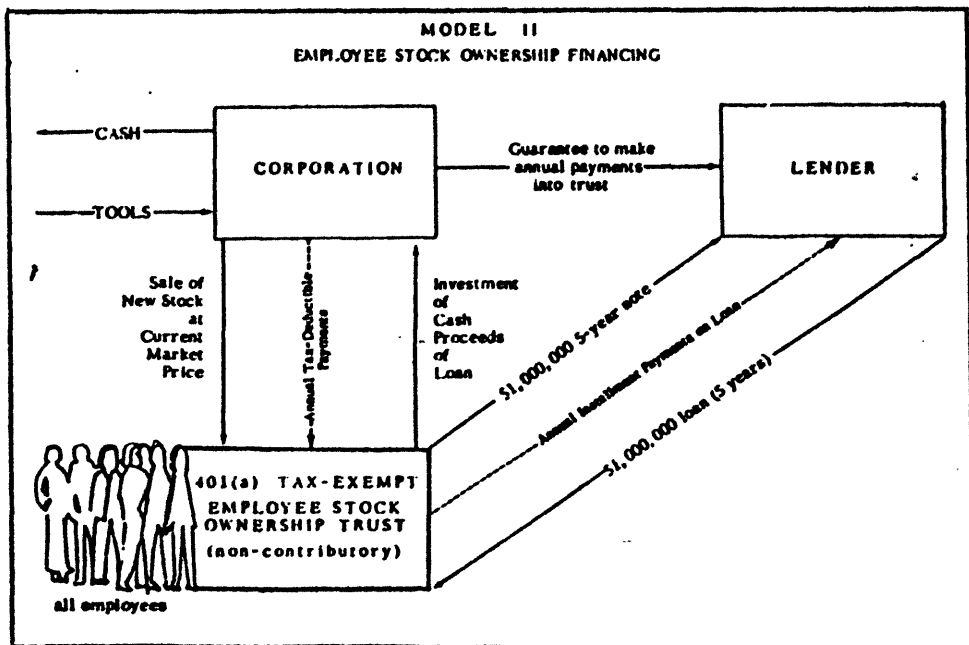 MODEL II
EMPLOYEE STOCK OWNERSHIP FINANCING
CASH
TOOLS
CORPORATION
Guarantee to make
annual payments
into trust
LENDER
Sale of
New Stock
at
Current
Market
Price
Annual Tax-Deductible
Payments
Investment
of
Cash
Proceeds
of
Loan
$1,000,000 5-year note
Annual Installment Payments on Loan
$1,000,000 loan (5 years)
401(a) TAX-EXEMPT
EMPLOYEE STOCK
OWNERSHIP TRUST
(non-contributory)
all employees